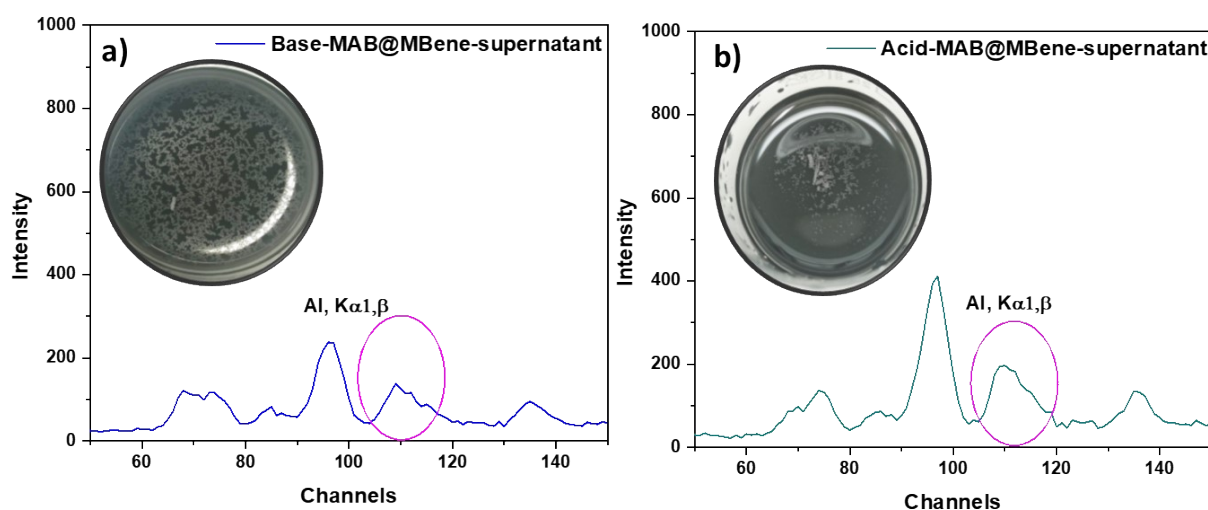 a)
Base-MAB@MBene-supernatant
1000
800
600
400
200
0
Intensity
Al, Kα1,β
60
80
100
120
140
Channels
b)
Acid-MAB@MBene-supernatant
1000
800
600
400
200
0
Intensity
Al, Kα1,β
60
80
100
120
140
Channels